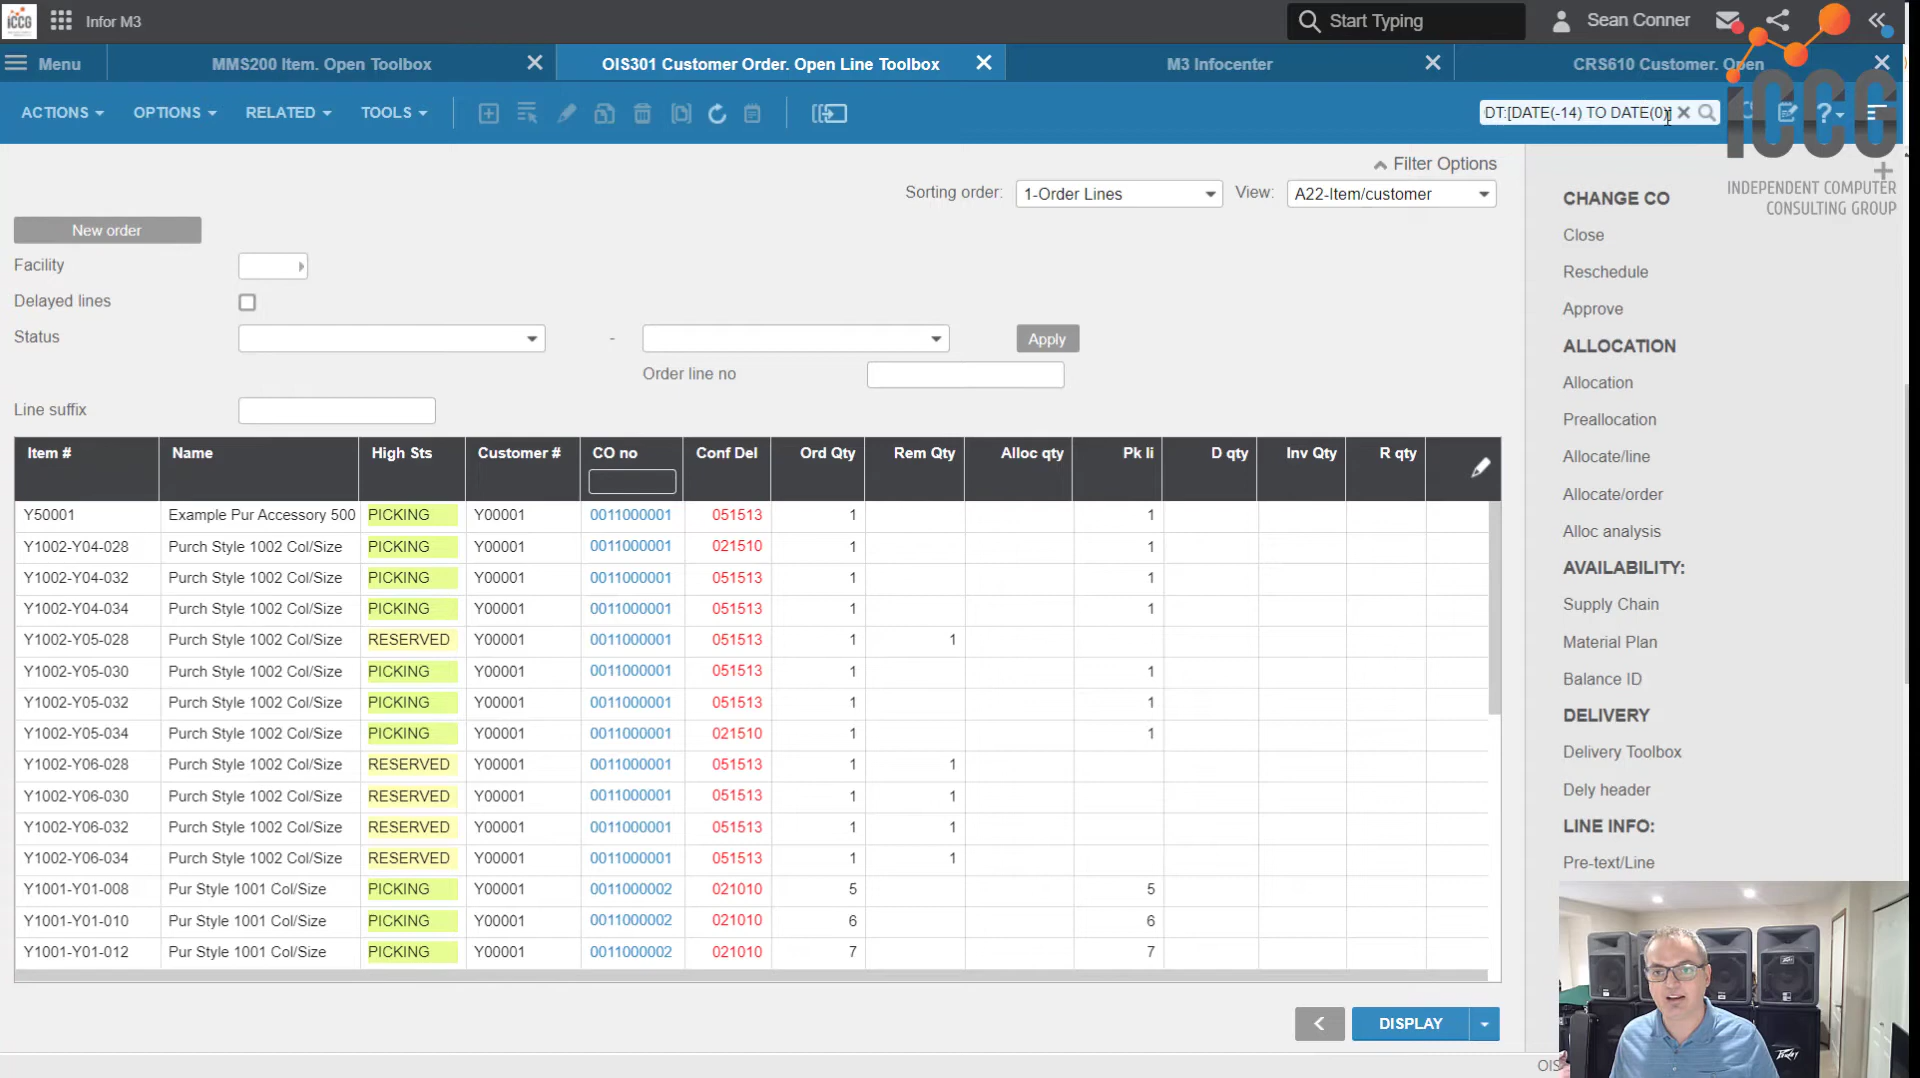 iCCG
Infor M3
Start Typing
Sean Conner
Menu
MMS200 Item. Open Toolbox
OIS301 Customer Order. Open Line Toolbox
M3 Infocenter
CRS610 Customer. Open
ACTIONS
OPTIONS
RELATED
TOOLS
DT:[DATE(-14) TO DATE(0)]
iCCG
INDEPENDENT COMPUTER
CONSULTING GROUP
Filter Options
Sorting order:
1-Order Lines
View:
A22-Item/customer
New order
Facility
Delayed lines
Status
-
Apply
Order line no
Line suffix
Item # Name High Sts Customer # CO no Conf Del Ord Qty Rem Qty Alloc qty Pk li D qty Inv Qty R qty
Y50001 Example Pur Accessory 500 PICKING Y00001 0011000001 051513 1 1
Y1002-Y04-028 Purch Style 1002 Col/Size PICKING Y00001 0011000001 021510 1 1
Y1002-Y04-032 Purch Style 1002 Col/Size PICKING Y00001 0011000001 051513 1 1
Y1002-Y04-034 Purch Style 1002 Col/Size PICKING Y00001 0011000001 051513 1 1
Y1002-Y05-028 Purch Style 1002 Col/Size RESERVED Y00001 0011000001 051513 1 1
Y1002-Y05-030 Purch Style 1002 Col/Size PICKING Y00001 0011000001 051513 1 1
Y1002-Y05-032 Purch Style 1002 Col/Size PICKING Y00001 0011000001 051513 1 1
Y1002-Y05-034 Purch Style 1002 Col/Size PICKING Y00001 0011000001 021510 1 1
Y1002-Y06-028 Purch Style 1002 Col/Size RESERVED Y00001 0011000001 051513 1 1
Y1002-Y06-030 Purch Style 1002 Col/Size RESERVED Y00001 0011000001 051513 1 1
Y1002-Y06-032 Purch Style 1002 Col/Size RESERVED Y00001 0011000001 051513 1 1
Y1002-Y06-034 Purch Style 1002 Col/Size RESERVED Y00001 0011000001 051513 1 1
Y1001-Y01-008 Pur Style 1001 Col/Size PICKING Y00001 0011000002 021010 5 5
Y1001-Y01-010 Pur Style 1001 Col/Size PICKING Y00001 0011000002 021010 6 6
Y1001-Y01-012 Pur Style 1001 Col/Size PICKING Y00001 0011000002 021010 7 7
DISPLAY
CHANGE CO
Close
Reschedule
Approve
ALLOCATION
Allocation
Preallocation
Allocate/line
Allocate/order
Alloc analysis
AVAILABILITY:
Supply Chain
Material Plan
Balance ID
DELIVERY
Delivery Toolbox
Dely header
LINE INFO:
Pre-text/Line
OIS